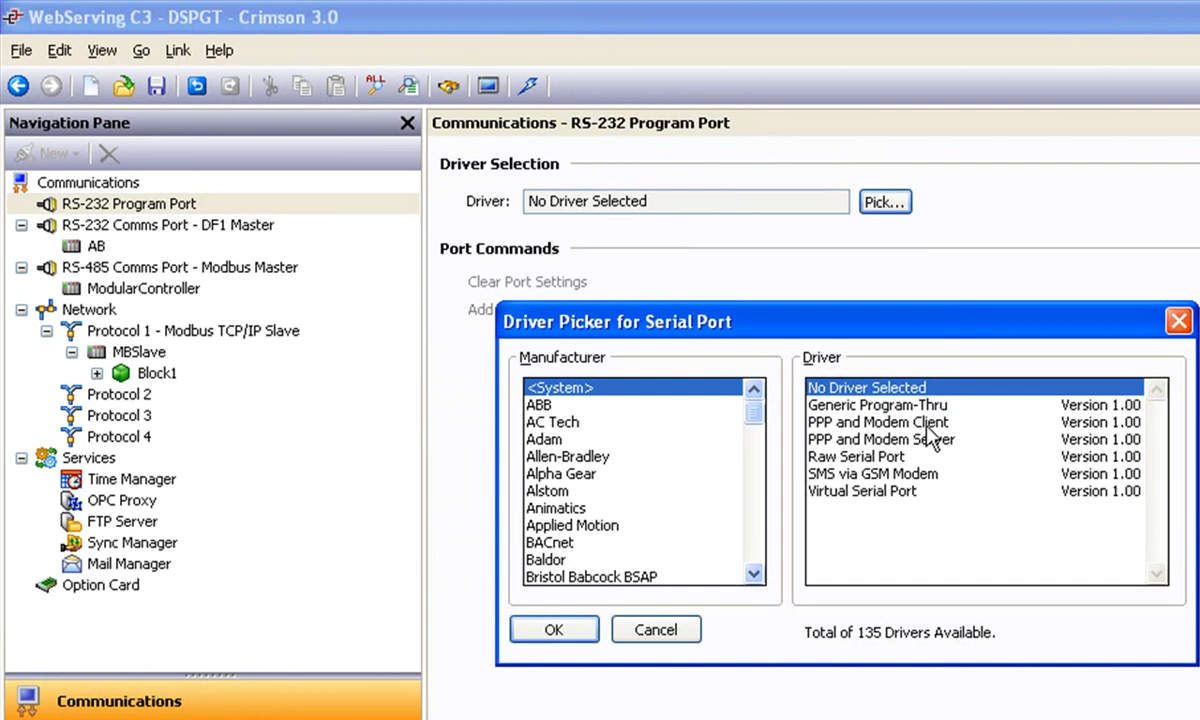 WebServing C3 - DSPGT - Crimson 3.0
File Edit View Go Link Help
ALL
Navigation Pane
New
Communications
RS-232 Program Port
RS-232 Comms Port - DF1 Master
AB
RS-485 Comms Port - Modbus Master
ModularController
Network
Protocol 1 - Modbus TCP/IP Slave
MBSlave
Block1
Protocol 2
Protocol 3
Protocol 4
Services
Time Manager
OPC Proxy
FTP Server
Sync Manager
Mail Manager
Option Card
Communications
Communications - RS-232 Program Port
Driver Selection
Driver: No Driver Selected Pick...
Port Commands
Clear Port Settings
Add
Driver Picker for Serial Port
Manufacturer
<System>
ABB
AC Tech
Adam
Allen-Bradley
Alpha Gear
Alstom
Animatics
Applied Motion
BACnet
Baldor
Bristol Babcock BSAP
Driver
No Driver Selected
Generic Program-Thru Version 1.00
PPP and Modem Client Version 1.00
PPP and Modem Server Version 1.00
Raw Serial Port Version 1.00
SMS via GSM Modem Version 1.00
Virtual Serial Port Version 1.00
OK Cancel
Total of 135 Drivers Available.